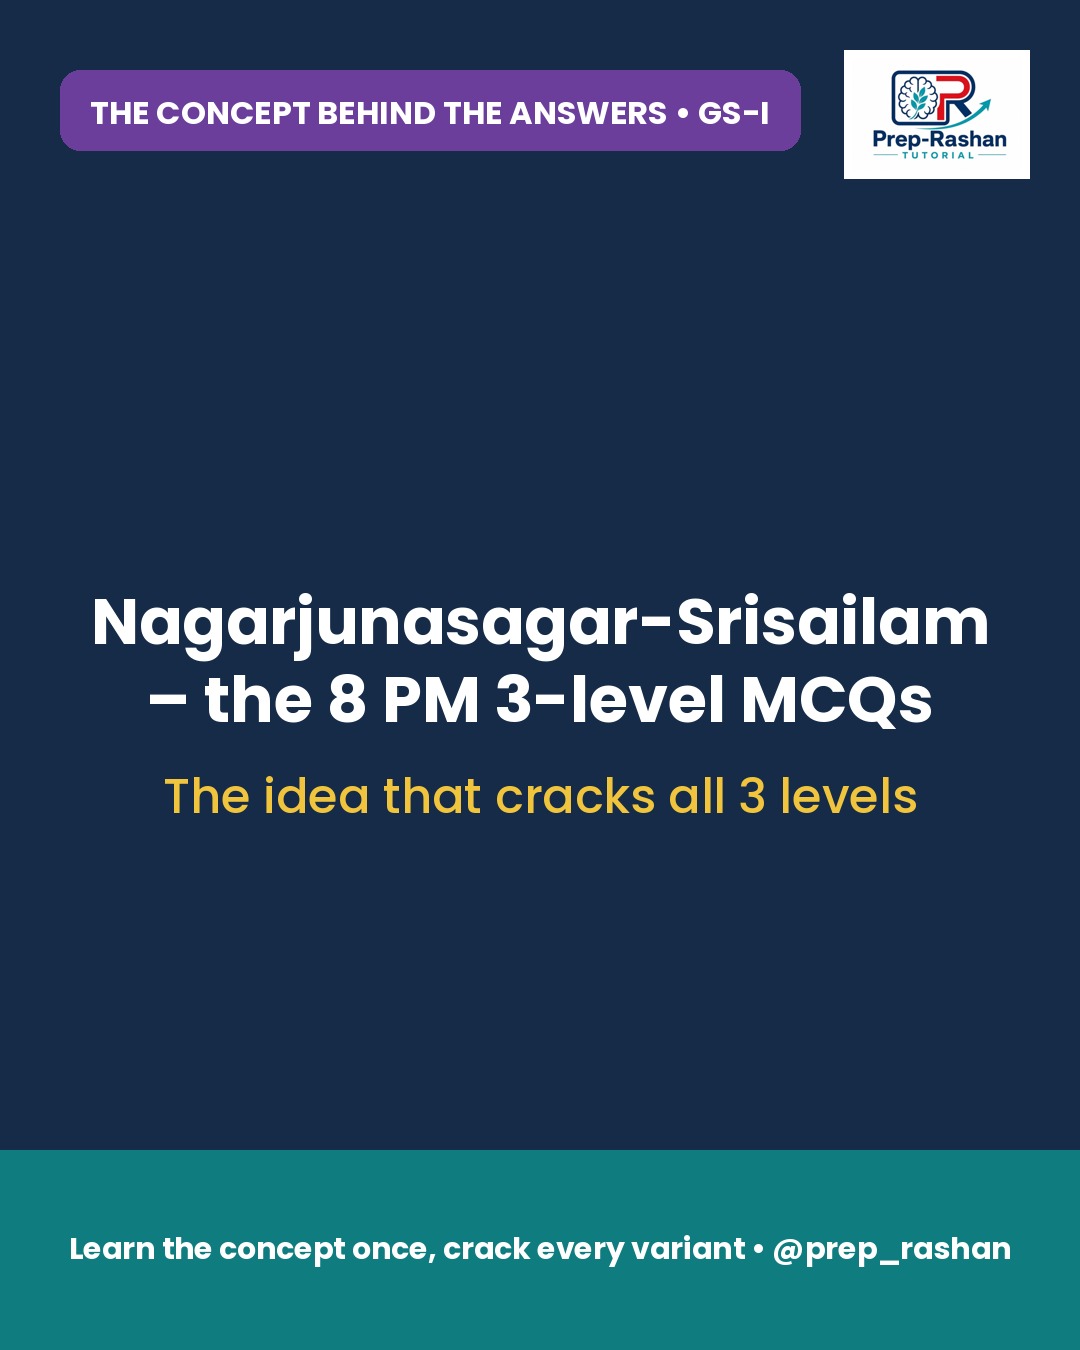 THE CONCEPT BEHIND THE ANSWERS • GS-I
PR
Prep-Rashan
TUTORIAL
Nagarjunasagar-Srisailam
– the 8 PM 3-level MCQs
The idea that cracks all 3 levels
Learn the concept once, crack every variant • @prep_rashan